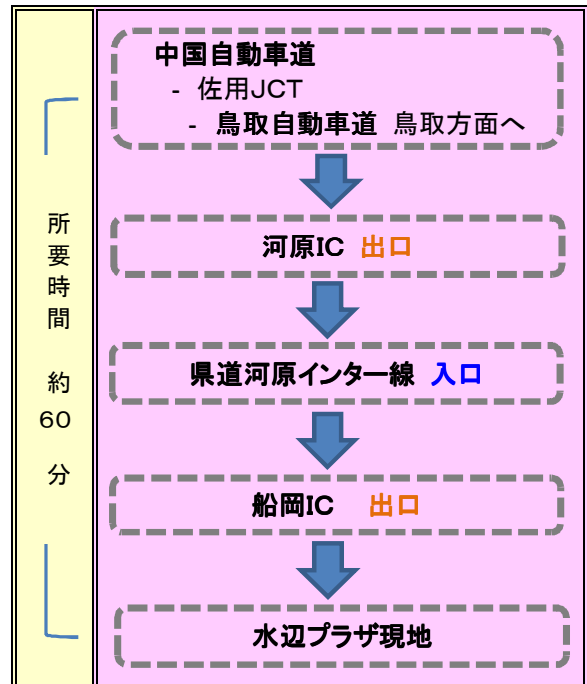 所要時間 約60分
中国自動車道
- 佐用JCT
- 鳥取自動車道 鳥取方面へ
河原IC 出口
県道河原インター線 入口
船岡IC 出口
水辺プラザ現地